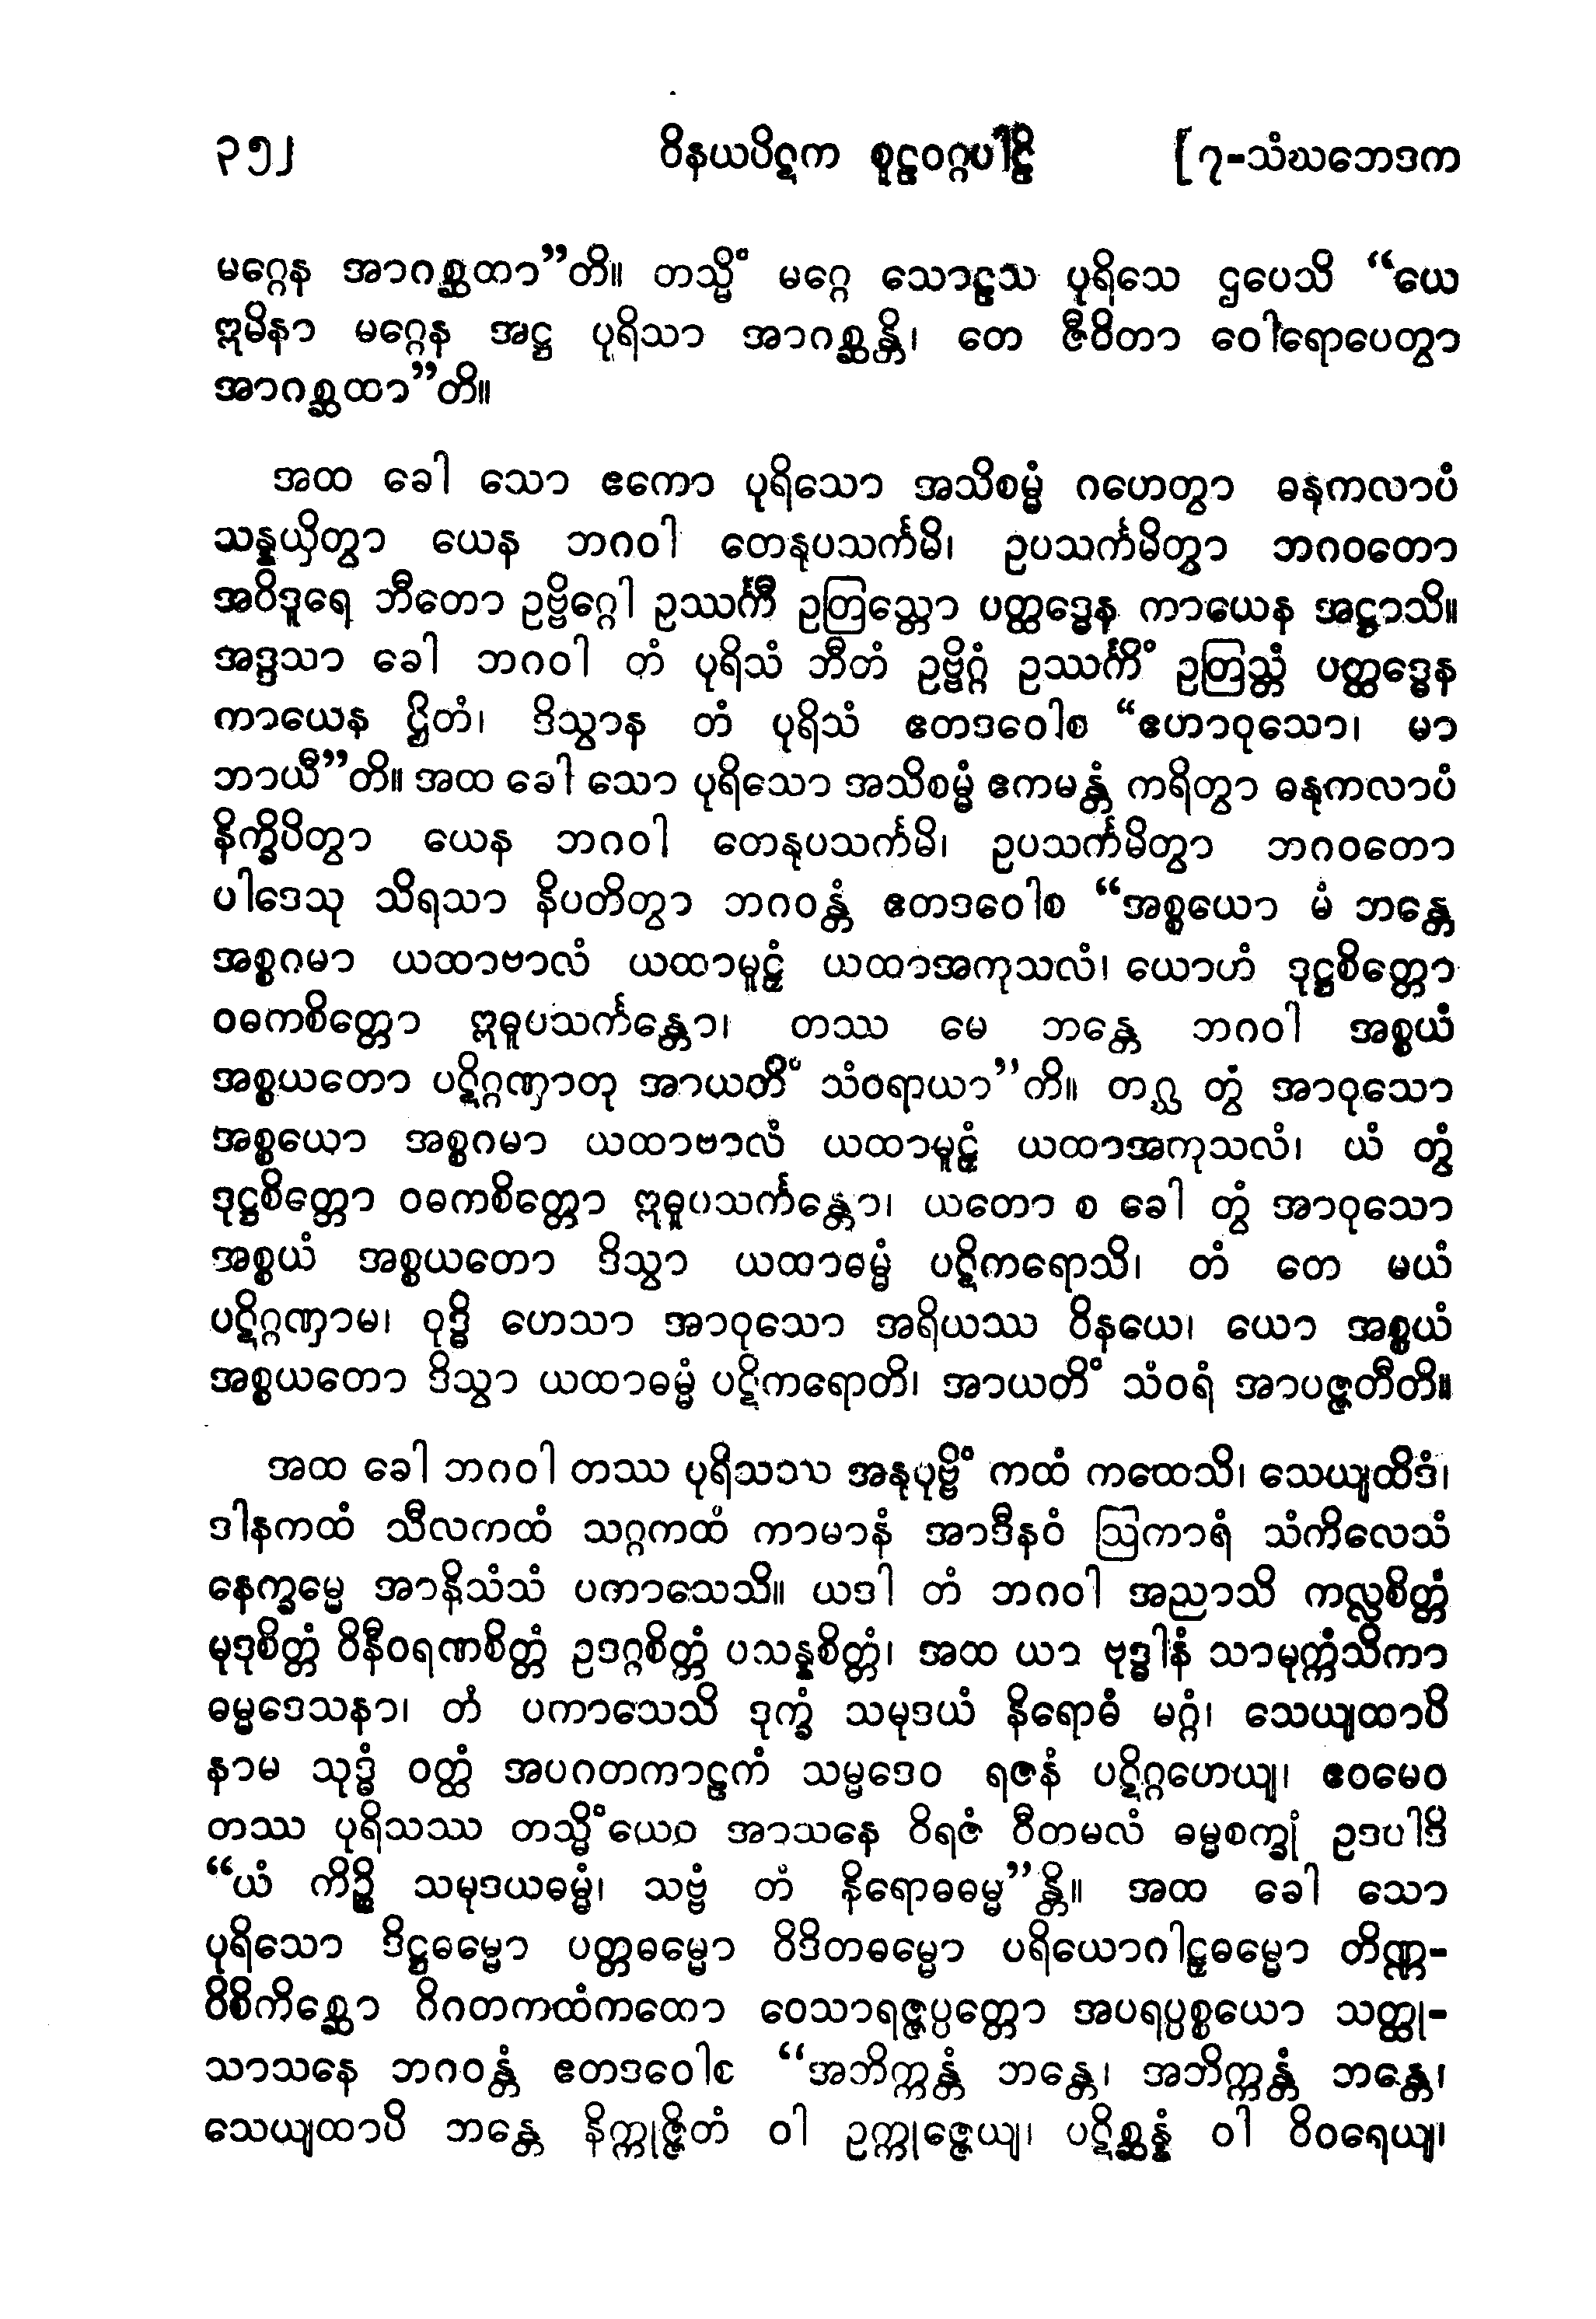 ၃၅၂ ဝိနယပိဋက စူဠဝဂ္ဂပါဠိ [ ၇-သံဃဘေဒက
မဂ္ဂေန အာဂစ္ဆထာ”တိ။ တသ္မိံ မဂ္ဂေ သောဠသ ပုရိသေ ဌပေသိ “ယေ
ဣမိနာ မဂ္ဂေန အဋ္ဌ ပုရိသာ အာဂစ္ဆန္တိ၊ တေ ဇီဝိတာ ဝေါရောပေတွာ
အာဂစ္ဆထာ”တိ။
အထ ခေါ သော ဧကော ပုရိသော အသိစမ္မံ ဂဟေတွာ ဓနုကလာပံ
သန္နယှိတွာ ယေန ဘဂဝါ တေနုပသင်္ကမိ၊ ဥပသင်္ကမိတွာ ဘဂဝတော
အဝိဒူရေ ဘီတော ဥဗ္ဗိဂ္ဂေါ ဥဿင်္ကီ ဥတြသ္တော ပတ္ထဒ္ဓေန ကာယေန အဋ္ဌာသိ။
အဒ္ဒသာ ခေါ ဘဂဝါ တံ ပုရိသံ ဘီတံ ဥဗ္ဗိဂ္ဂံ ဥဿင်္ကိံ ဥတြသ္တံ ပတ္ထဒ္ဓေန
ကာယေန ဌိတံ၊ ဒိသွာန တံ ပုရိသံ ဧတဒဝေါစ “ဧဟာဝုသော၊ မာ
ဘာယီ”တိ။ အထ ခေါ သော ပုရိသော အသိစမ္မံ ဧကမန္တံ ကရိတွာ ဓနုကလာပံ
နိက္ခိပိတွာ ယေန ဘဂဝါ တေနုပသင်္ကမိ၊ ဥပသင်္ကမိတွာ ဘဂဝတော
ပါဒေသု သိရသာ နိပတိတွာ ဘဂဝန္တံ ဧတဒဝေါစ “အစ္စယော မံ ဘန္တေ
အစ္စဂမာ ယထာဗာလံ ယထာမူဠှံ ယထာအကုသလံ၊ ယောဟံ ဒုဋ္ဌစိတ္တော
ဝဓကစိတ္တော ဣဓူပသင်္ကန္တော၊ တဿ မေ ဘန္တေ ဘဂဝါ အစ္စယံ
အစ္စယတော ပဋိဂ္ဂဏှာတု အာယတိံ သံဝရာယာ”ကိ။ တဂ္ဃ တွံ အာဝုသော
အစ္စယော အစ္စဂမာ ယထာဗာလံ ယထာမူဠှံ ယထာအကုသလံ၊ ယံ တွံ
ဒုဋ္ဌစိတ္တော ဝဓကစိတ္တော ဣဓူပသင်္ကန္တော၊ ယတော စ ခေါ တွံ အာဝုသော
အစ္စယံ အစ္စယတော ဒိသွာ ယထာဓမ္မံ ပဋိကရောသိ၊ တံ တေ မယံ
ပဋိဂ္ဂဏှာမ၊ ဝုဒ္ဓိ ဟေသာ အာဝုသော အရိယဿ ဝိနယေ၊ ယော အစ္စယံ
အစ္စယတော ဒိသွာ ယထာဓမ္မံ ပဋိကရောတိ၊ အာယတိံ သံဝရံ အာပဇ္ဇတီတိ။
အထ ခေါ ဘဂဝါ တဿ ပုရိသဿ အနုပုဗ္ဗိံ ကထံ ကထေသိ၊ သေယျထိဒံ၊
ဒါနကထံ သီလကထံ သဂ္ဂကထံ ကာမာနံ အာဒီနဝံ ဩကာရံ သံကိလေသံ
နေက္ခမ္မေ အာနိသံသံ ပကာသေသိ။ ယဒါ တံ ဘဂဝါ အညာသိ ကလ္လစိတ္တံ
မုဒုစိတ္တံ ဝိနီဝရဏစိတ္တံ ဥဒဂ္ဂစိတ္တံ ပသန္နစိတ္တံ၊ အထ ယာ ဗုဒ္ဓါနံ သာမုက္ကံသိကာ
ဓမ္မဒေသနာ၊ တံ ပကာသေသိ ဒုက္ခံ သမုဒယံ နိရောဓံ မဂ္ဂံ၊ သေယျထာပိ
နာမ သုဒ္ဓံ ဝတ္ထံ အပဂတကာဠကံ သမ္မဒေဝ ရဇနံ ပဋိဂ္ဂဟေယျ၊ ဧဝမေဝ
တဿ ပုရိသဿ တသ္မိံယေဝ အာသနေ ဝိရဇံ ဝီတမလံ ဓမ္မစက္ခုံ ဥဒပါဒိ
“ယံ ကိဉ္စိ သမုဒယဓမ္မံ၊ သဗ္ဗံ တံ နိရောဓဓမ္မ”န္တိ။ အထ ခေါ သော
ပုရိသော ဒိဋ္ဌဓမ္မော ပတ္တဓမ္မော ဝိဒိတဓမ္မော ပရိယောဂါဠှဓမ္မော တိဏ္ဏ-
ဝိစိကိစ္ဆော ဝိဂတကထံကထော ဝေသာရဇ္ဇပ္ပတ္တော အပရပ္ပစ္စယော သတ္ထု-
သာသနေ ဘဂဝန္တံ ဧတဒဝေါစ “အဘိက္ကန္တံ ဘန္တေ၊ အဘိက္ကန္တံ ဘန္တေ၊
သေယျထာပိ ဘန္တေ နိက္ကုဇ္ဇိတံ ဝါ ဥက္ကုဇ္ဇေယျ၊ ပဋိစ္ဆန္နံ ဝါ ဝိဝရေယျ၊